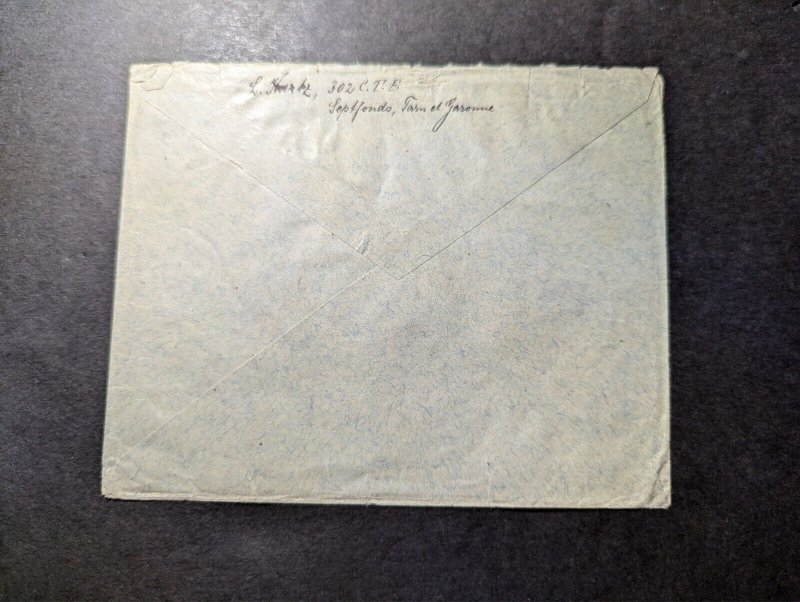 L. Kurtz, 302 C.T.E.
Septfonds, Tarn et Garonne